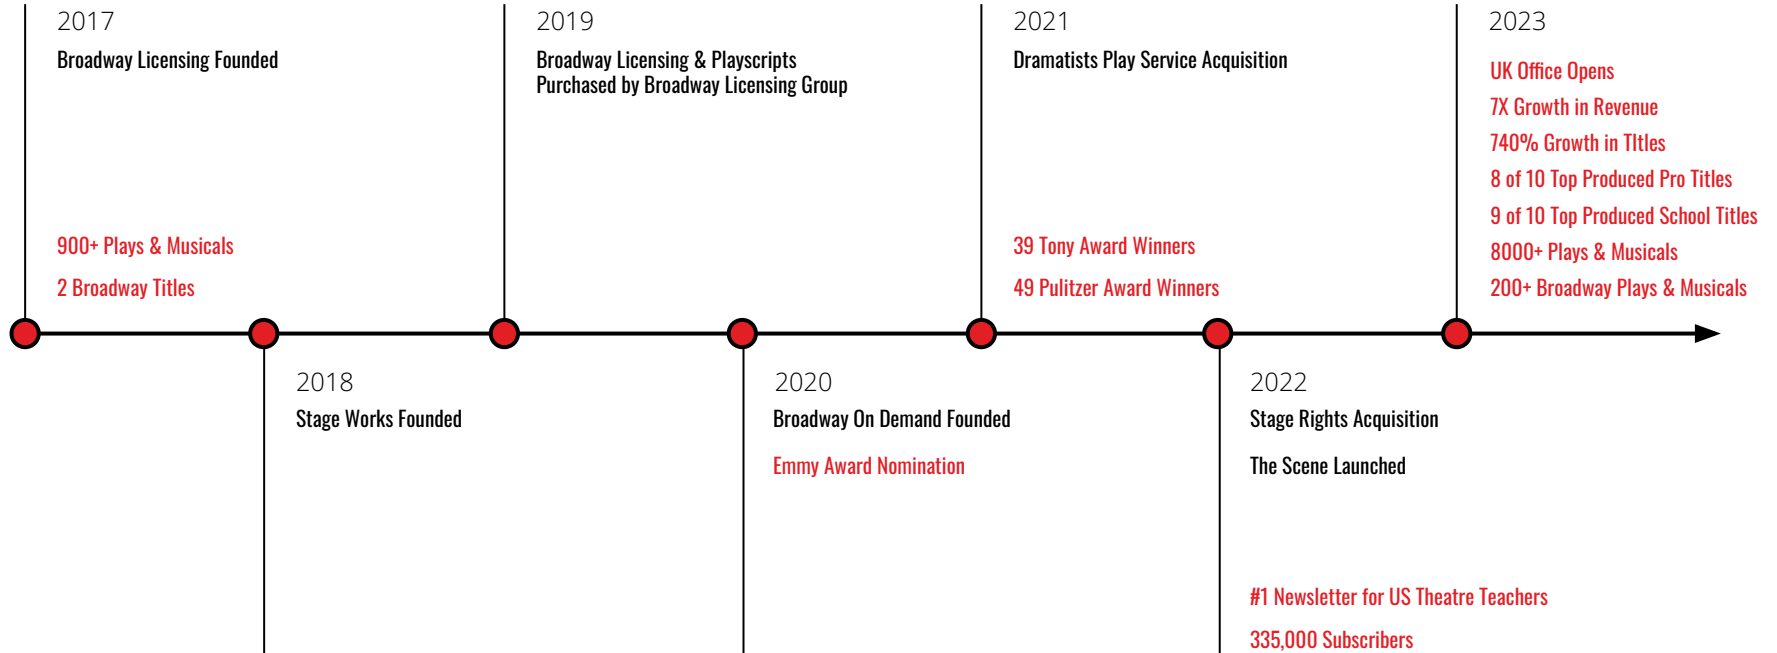 2017
Broadway Licensing Founded
900+ Plays & Musicals
2 Broadway Titles
2018
Stage Works Founded
2019
Broadway Licensing & Playscripts
Purchased by Broadway Licensing Group
2020
Broadway On Demand Founded
Emmy Award Nomination
2021
Dramatists Play Service Acquisition
39 Tony Award Winners
49 Pulitzer Award Winners
2022
Stage Rights Acquisition
The Scene Launched
#1 Newsletter for US Theatre Teachers
335,000 Subscribers
2023
UK Office Opens
7X Growth in Revenue
740% Growth in TItles
8 of 10 Top Produced Pro Titles
9 of 10 Top Produced School Titles
8000+ Plays & Musicals
200+ Broadway Plays & Musicals